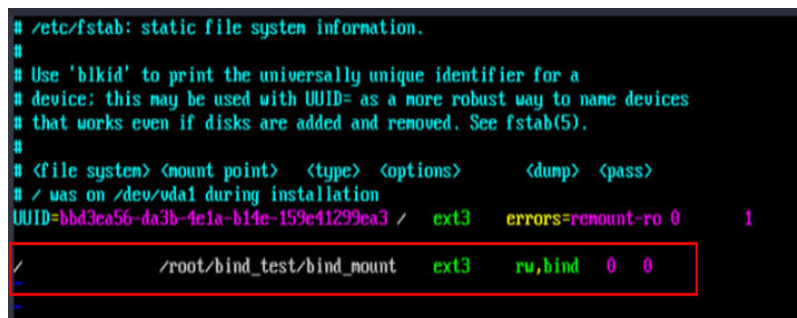 # /etc/fstab: static file system information.
#
# Use 'blkid' to print the universally unique identifier for a
# device; this may be used with UUID= as a more robust way to name devices
# that works even if disks are added and removed. See fstab(5).
#
# <file system> <mount point>   <type>  <options>       <dump>  <pass>
# / was on /dev/vda1 during installation
UUID=bbd3ea56-da3b-4e1a-b14e-159e41299ea3 /   ext3   errors=remount-ro 0       1
/   /root/bind_test/bind_mount   ext3   rw,bind   0   0